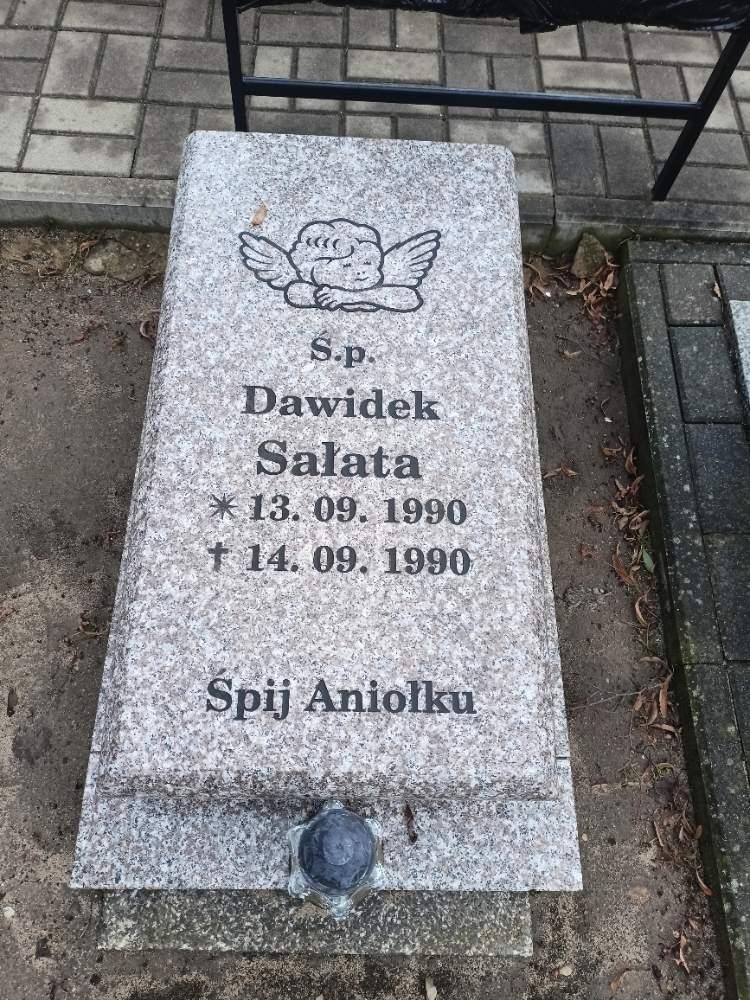 Ś.p.
Dawidek
Sałata
* 13. 09. 1990
✝ 14. 09. 1990
Śpij Aniołku